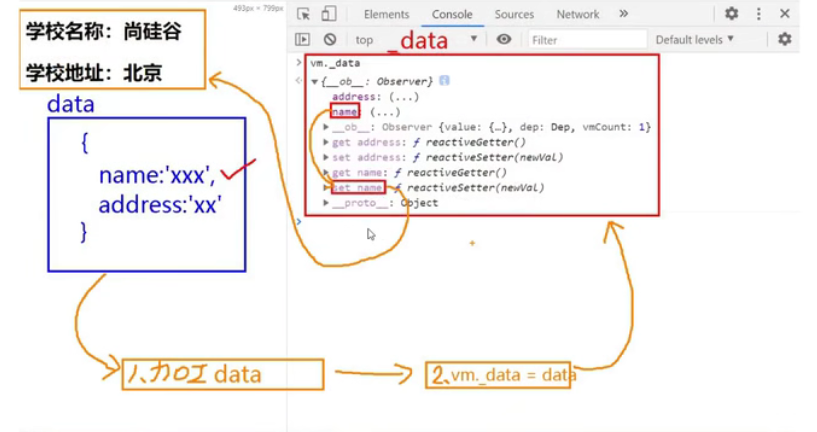 493px × 799px
学校名称：尚硅谷
学校地址：北京
data
{
name:'xxx',
address:'xx'
}
Elements Console Sources Network »
top Filter Default levels ▼
_data
> vm._data
▼{__ob__: Observer}
address: (...)
name: (...)
▶ __ob__: Observer {value: {…}, dep: Dep, vmCount: 1}
▶ get address: ƒ reactiveGetter()
▶ set address: ƒ reactiveSetter(newVal)
▶ get name: ƒ reactiveGetter()
▶ set name: ƒ reactiveSetter(newVal)
▶ __proto__: Object
>
1、加工 data
2、vm._data = data